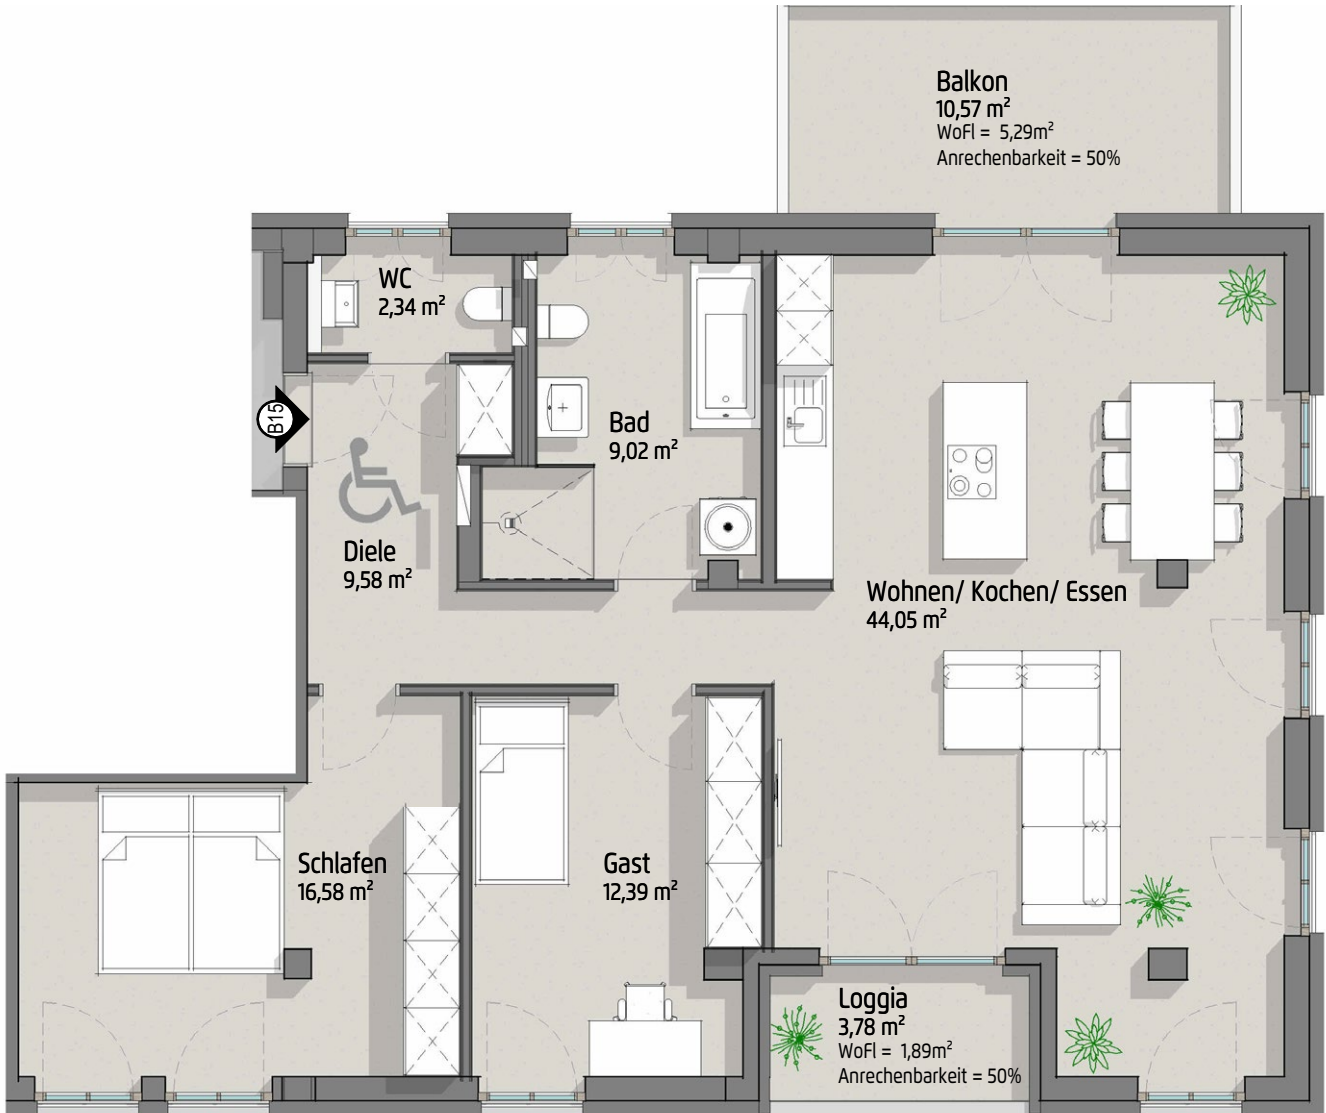 Balkon
10,57 m²
WoFl = 5,29m²
Anrechenbarkeit = 50%
WC
2,34 m²
B15
Bad
9,02 m²
Diele
9,58 m²
Wohnen/ Kochen/ Essen
44,05 m²
Schlafen
16,58 m²
Gast
12,39 m²
Loggia
3,78 m²
WoFl = 1,89m²
Anrechenbarkeit = 50%